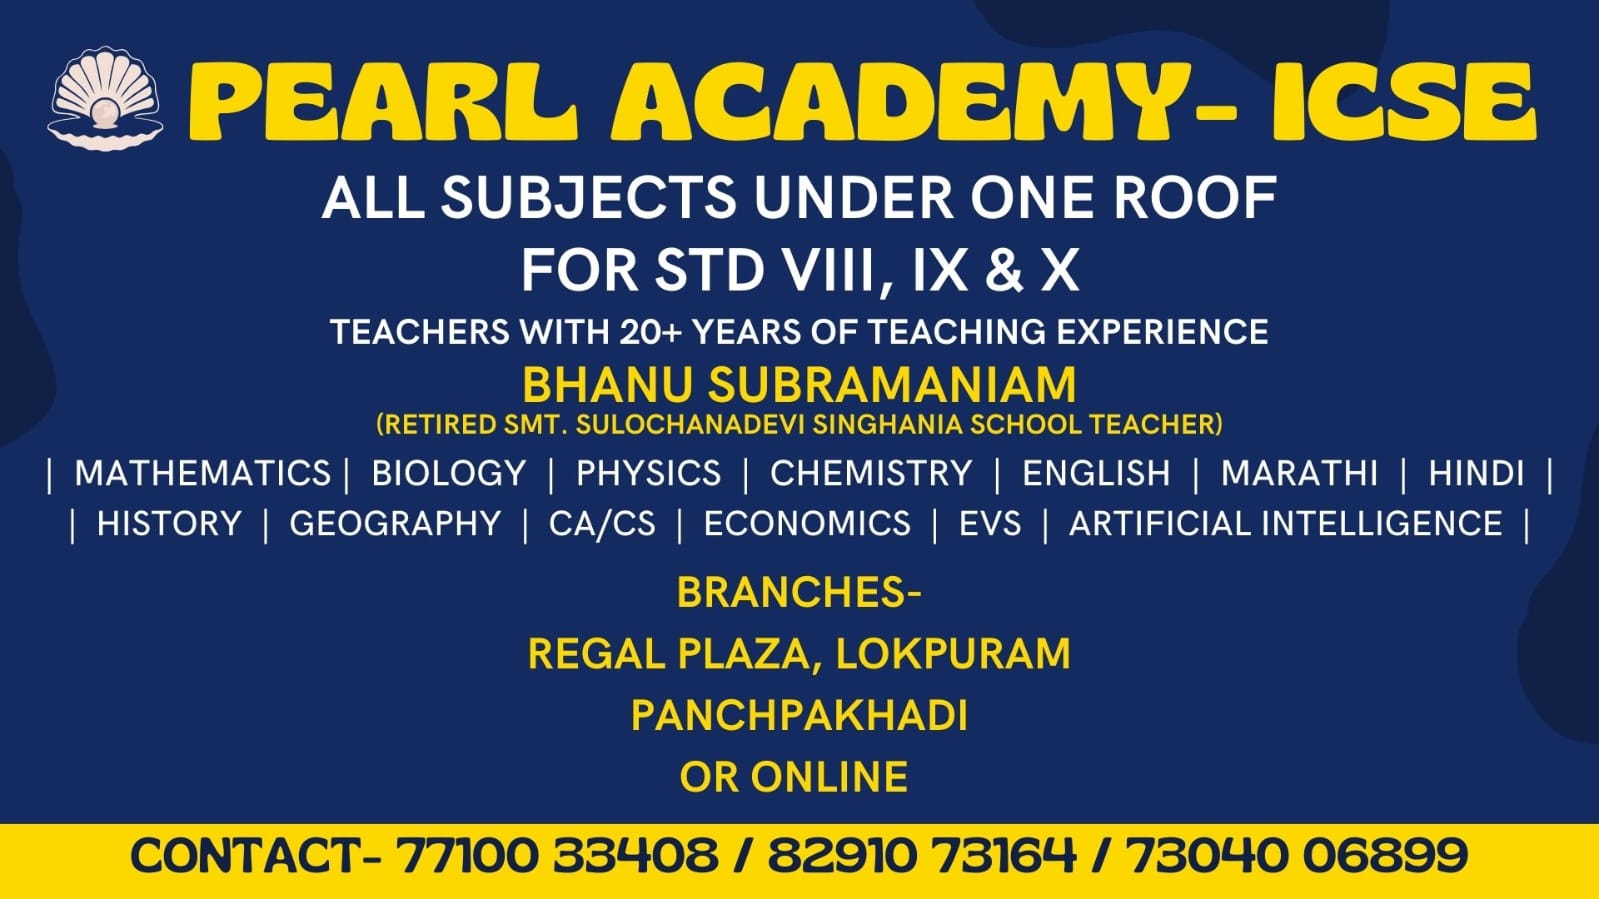 PEARL ACADEMY- ICSE
ALL SUBJECTS UNDER ONE ROOF
FOR STD VIII, IX & X
TEACHERS WITH 20+ YEARS OF TEACHING EXPERIENCE
BHANU SUBRAMANIAM
(RETIRED SMT. SULOCHANADEVI SINGHANIA SCHOOL TEACHER)
| MATHEMATICS | BIOLOGY | PHYSICS | CHEMISTRY | ENGLISH | MARATHI | HINDI |
| HISTORY | GEOGRAPHY | CA/CS | ECONOMICS | EVS | ARTIFICIAL INTELLIGENCE |
BRANCHES-
REGAL PLAZA, LOKPURAM
PANCHPAKHADI
OR ONLINE
CONTACT- 77100 33408 / 82910 73164 / 73040 06899